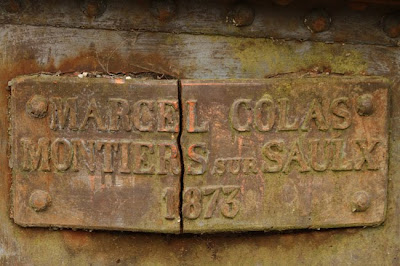 MARCEL COLAS
MONTIERS SUR SAULX
1873